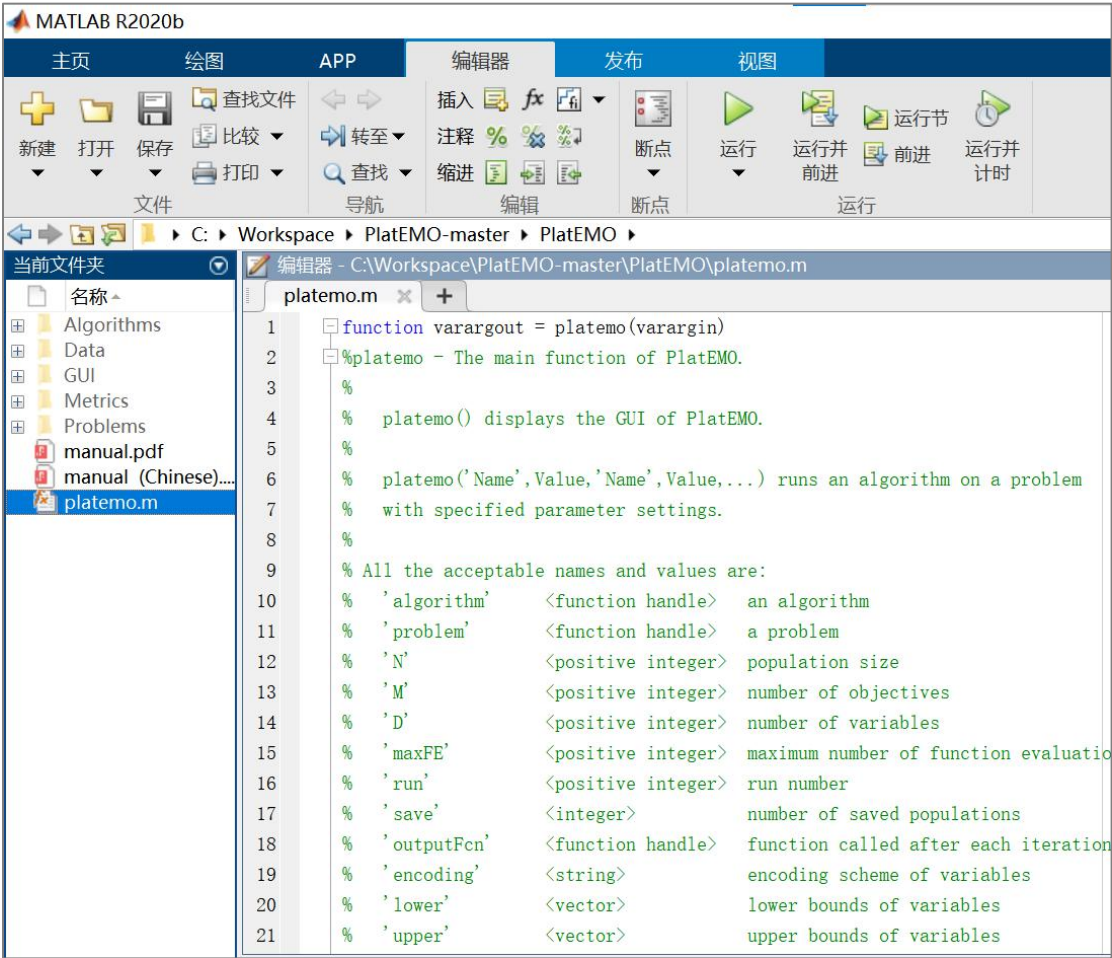 MATLAB R2020b
主页 绘图 APP 编辑器 发布 视图
新建 打开 保存 查找文件 比较 打印
文件
转至 查找
导航
插入 fx fi
注释
缩进
编辑
断点
断点
运行 运行并前进 运行节 前进 运行并计时
运行
C: Workspace PlatEMO-master PlatEMO
当前文件夹
名称
Algorithms
Data
GUI
Metrics
Problems
manual.pdf
manual (Chinese)....
platemo.m
编辑器 - C:\Workspace\PlatEMO-master\PlatEMO\platemo.m
platemo.m
1 function varargout = platemo(varargin)
2 %platemo - The main function of PlatEMO.
3 %
4 % platemo() displays the GUI of PlatEMO.
5 %
6 % platemo('Name',Value,'Name',Value,...) runs an algorithm on a problem
7 % with specified parameter settings.
8 %
9 % All the acceptable names and values are:
10 % 'algorithm' <function handle> an algorithm
11 % 'problem' <function handle> a problem
12 % 'N' <positive integer> population size
13 % 'M' <positive integer> number of objectives
14 % 'D' <positive integer> number of variables
15 % 'maxFE' <positive integer> maximum number of function evaluatio
16 % 'run' <positive integer> run number
17 % 'save' <integer> number of saved populations
18 % 'outputFcn' <function handle> function called after each iteration
19 % 'encoding' <string> encoding scheme of variables
20 % 'lower' <vector> lower bounds of variables
21 % 'upper' <vector> upper bounds of variables